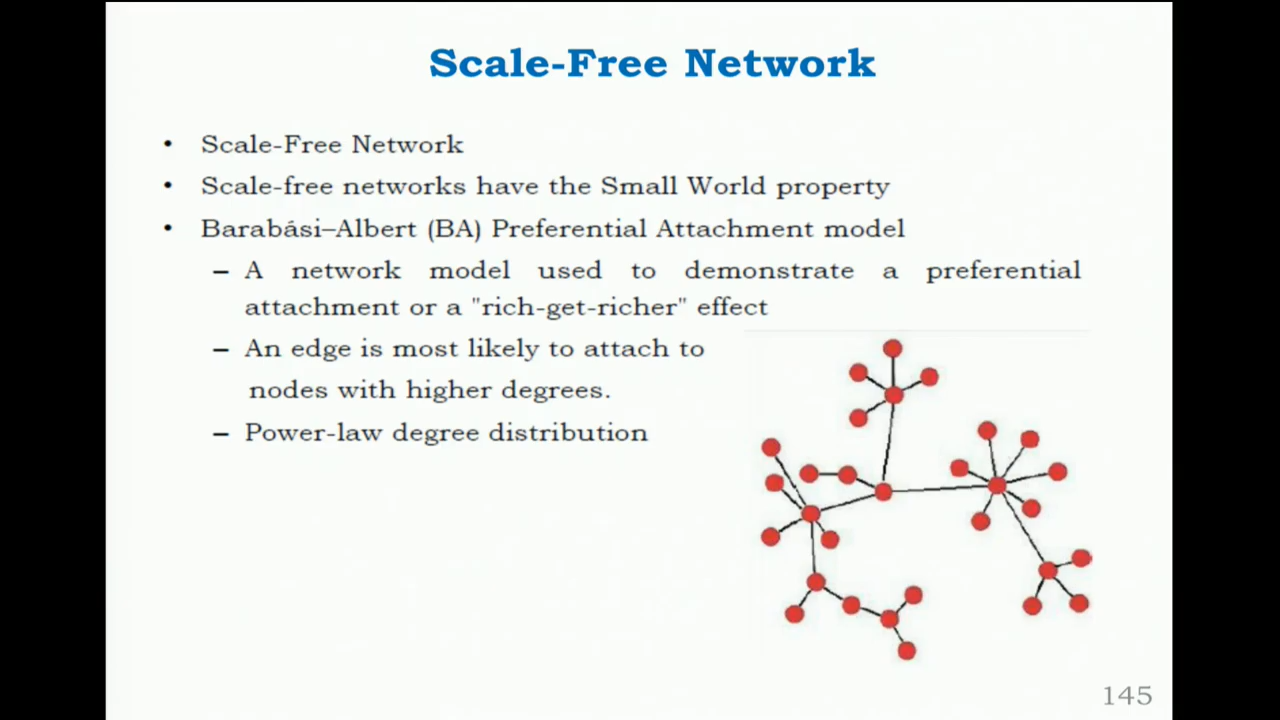 Scale-Free Network
• Scale-Free Network
• Scale-free networks have the Small World property
• Barabási–Albert (BA) Preferential Attachment model
– A network model used to demonstrate a preferential
attachment or a "rich-get-richer" effect
– An edge is most likely to attach to
nodes with higher degrees.
– Power-law degree distribution
145